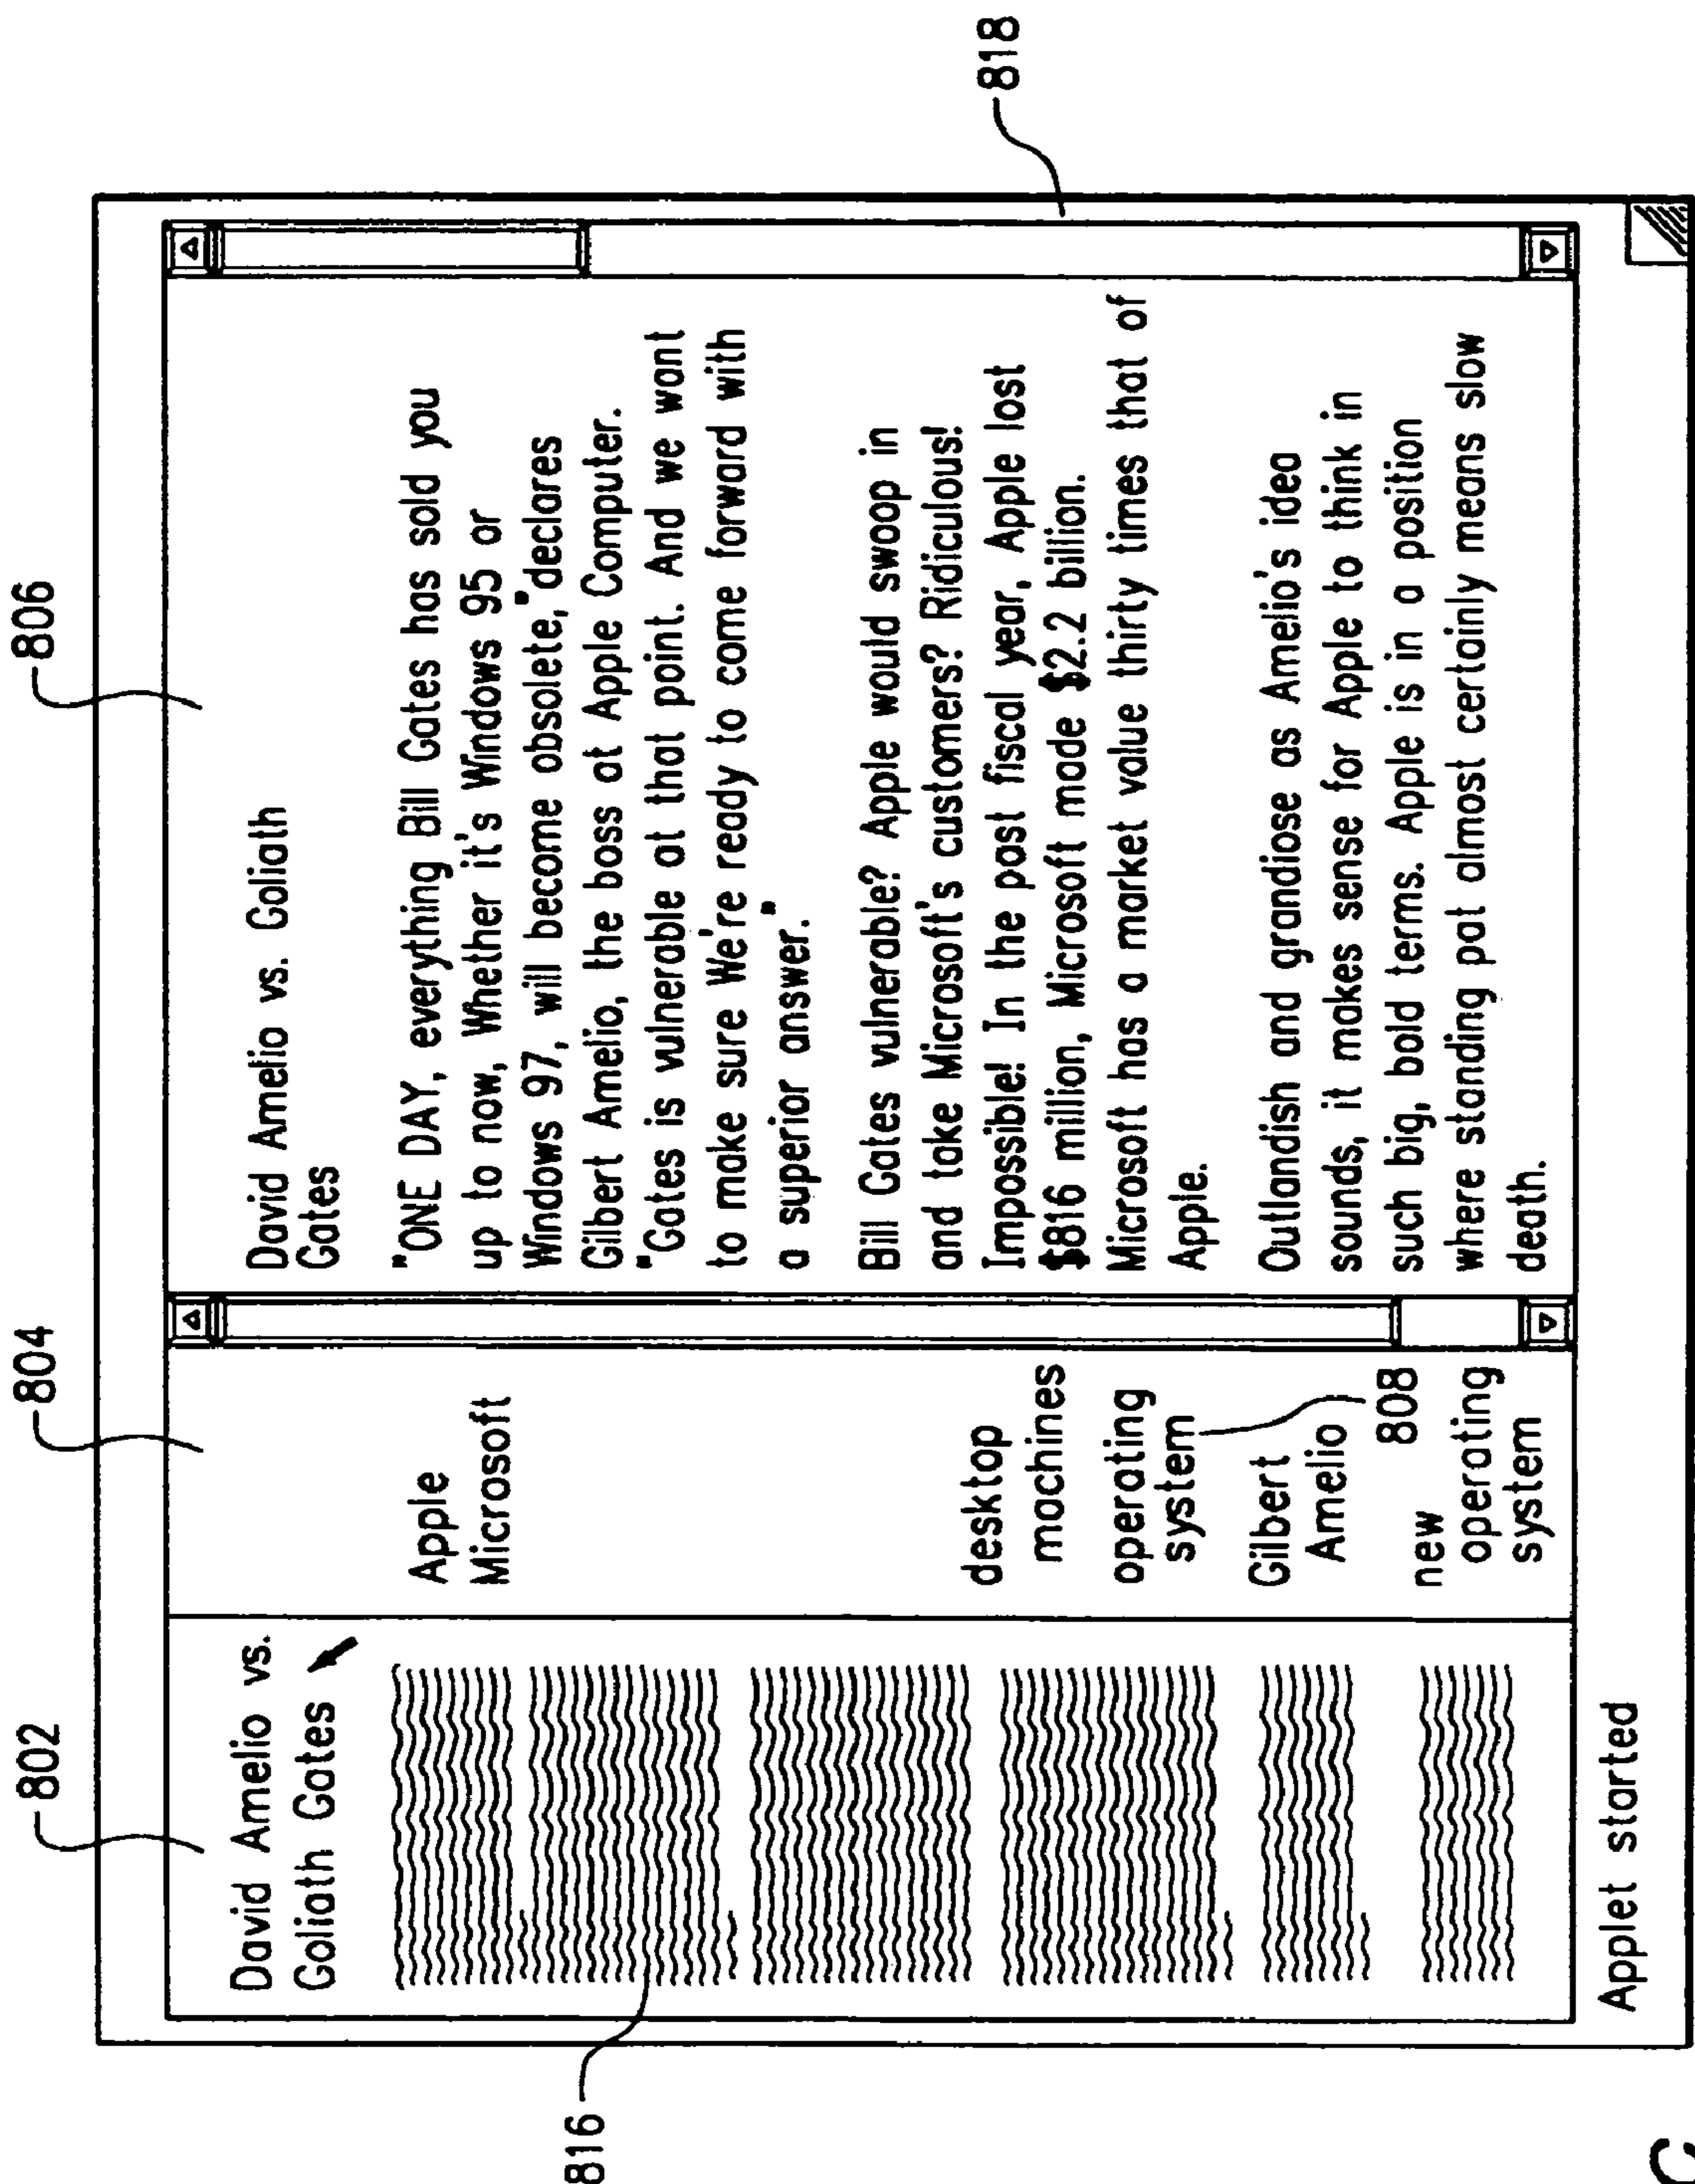 802
804
806
David Amelio vs.
Goliath Gates
816
Apple
Microsoft
desktop
mochines
operating
system
808
Gilbert
Amelio
new
operating
system
David Amelio vs. Goliath
Gates
"ONE DAY, everything Bill Gates has sold you
up to now, Whether it's Windows 95 or
Windows 97, will become obsolete," declares
Gilbert Amelio, the boss at Apple Computer.
"Gates is vulnerable at that point. And we want
to make sure We're ready to come forward with
a superior answer."
Bill Gates vulnerable? Apple would swoop in
and take Microsoft's customers? Ridiculous!
Impossible! In the past fiscal year, Apple lost
$816 million, Microsoft made $2.2 billion.
Microsoft has a market value thirty times that of
Apple.
Outlandish and grandiose as Amelio's idea
sounds, it makes sense for Apple to think in
such big, bold terms. Apple is in a position
where standing pat almost certainly means slow
death.
818
Applet started
C